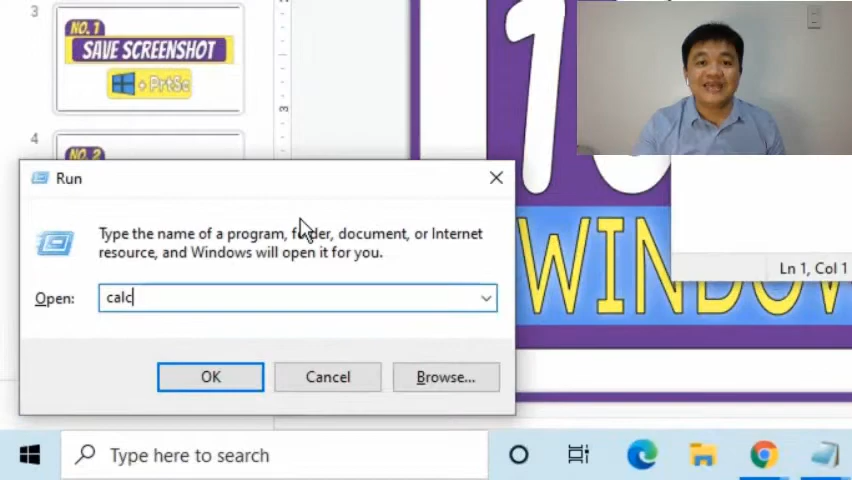 3
NO. 1
SAVE SCREENSHOT
+ PrtSc
3
4
NO. 2
Run
Type the name of a program, folder, document, or Internet
resource, and Windows will open it for you.
Open:
calc
OK
Cancel
Browse...
Ln 1, Col 1
Type here to search